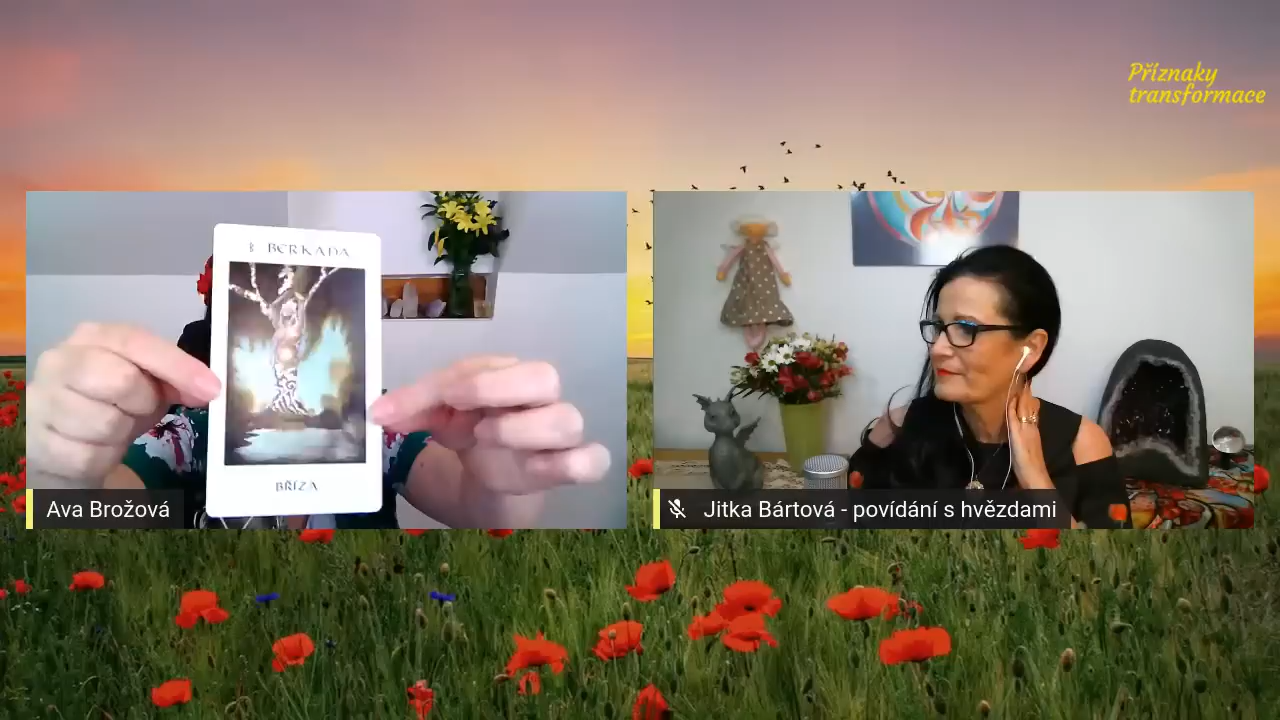 Příznaky
transformace
ᛒ BERKANA
BŘÍZA
Ava Brožová
Jitka Bártová - povídání s hvězdami